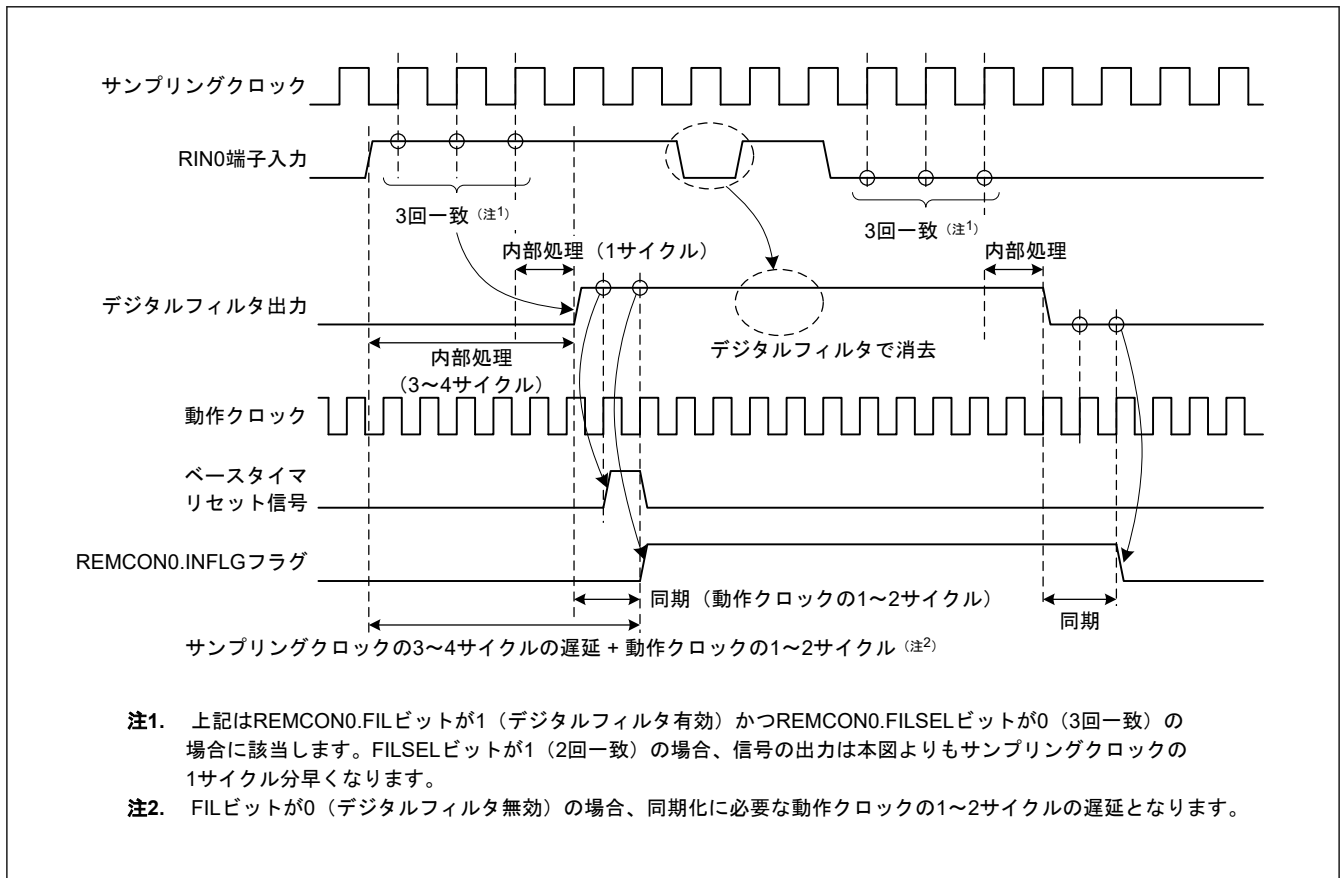 サンプリングクロック
RIN0端子入力
3回一致（注1）
3回一致（注1）
内部処理（1サイクル）
内部処理
デジタルフィルタ出力
デジタルフィルタで消去
内部処理
（3～4サイクル）
動作クロック
ベースタイマ
リセット信号
REMCON0.INFLGフラグ
同期（動作クロックの1～2サイクル）
同期
サンプリングクロックの3～4サイクルの遅延 + 動作クロックの1～2サイクル（注2）
注1. 上記はREMCON0.FILビットが1（デジタルフィルタ有効）かつREMCON0.FILSELビットが0（3回一致）の
場合に該当します。FILSELビットが1（2回一致）の場合、信号の出力は本図よりもサンプリングクロックの
1サイクル分早くなります。
注2. FILビットが0（デジタルフィルタ無効）の場合、同期化に必要な動作クロックの1～2サイクルの遅延となります。